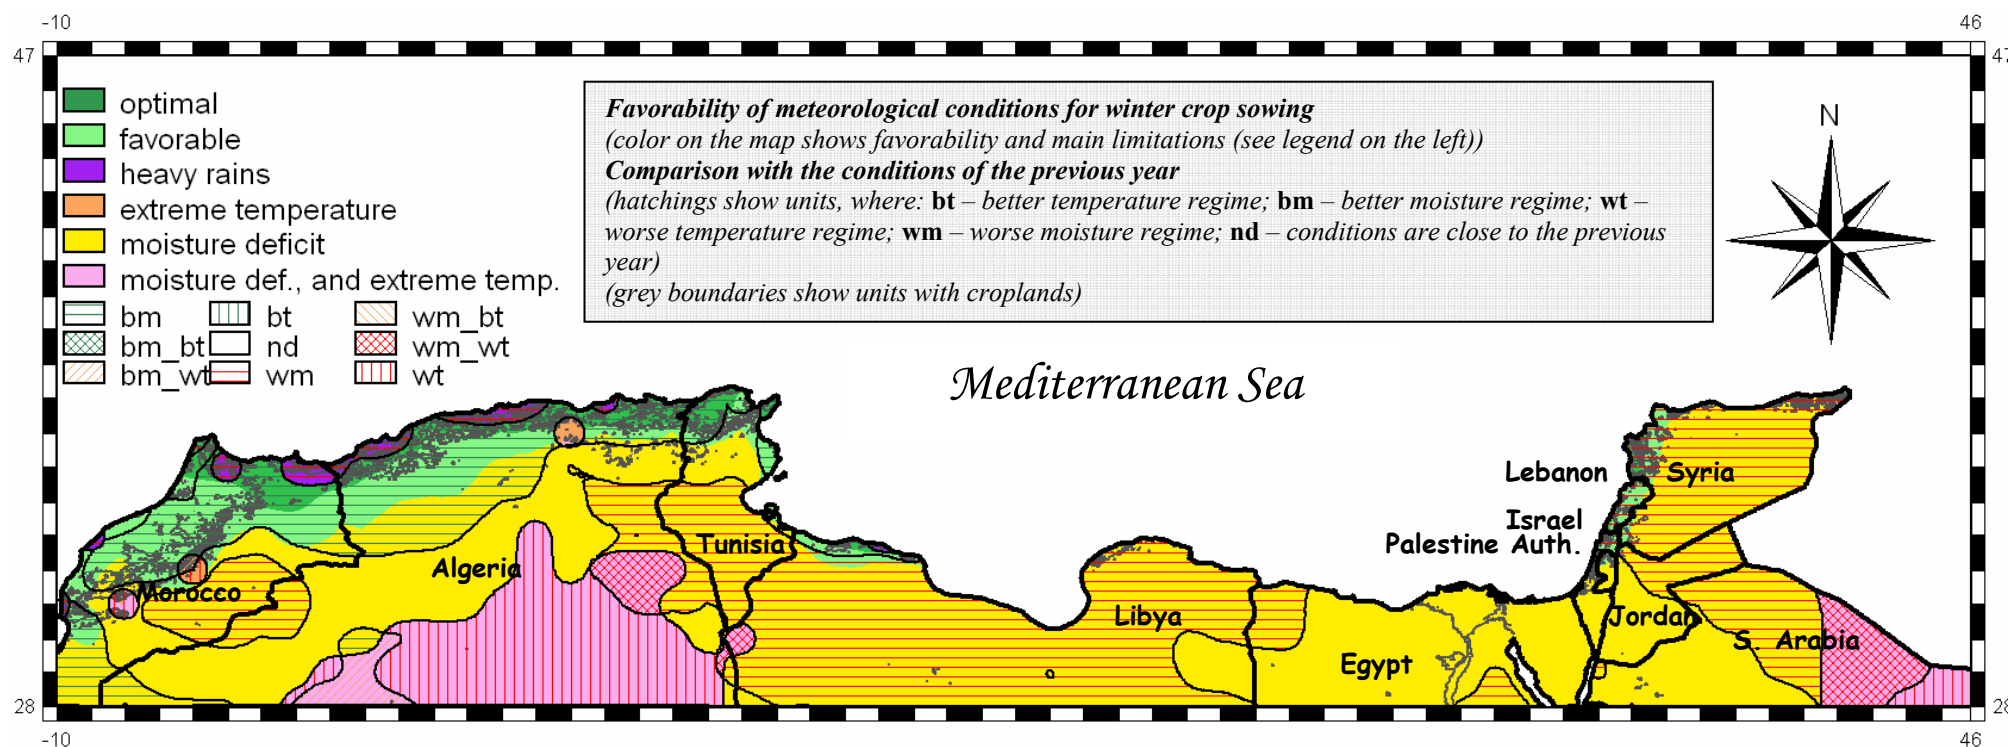 -10
46
47
47
optimal
favorable
heavy rains
extreme temperature
moisture deficit
moisture def., and extreme temp.
bm bt wm_bt
bm_bt nd wm_wt
bm_wt wm wt
Favorability of meteorological conditions for winter crop sowing
(color on the map shows favorability and main limitations (see legend on the left))
Comparison with the conditions of the previous year
(hatchings show units, where: bt – better temperature regime; bm – better moisture regime; wt –
worse temperature regime; wm – worse moisture regime; nd – conditions are close to the previous
year)
(grey boundaries show units with croplands)
N
Mediterranean Sea
Lebanon
Syria
Israel
Palestine Auth.
Tunisia
Algeria
Morocco
Libya
Jordan
S. Arabia
Egypt
28
28
-10
46